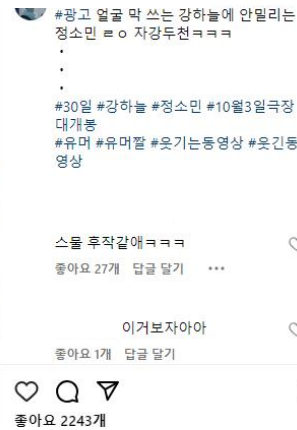 #광고 얼굴 막 쓰는 강하늘에 안밀리는
정소민 ㄹㅇ 자강두천ㅋㅋㅋ
•
•
•
#30일 #강하늘 #정소민 #10월3일극장
대개봉
#유머 #유머짤 #웃기는동영상 #웃긴동
영상
스물 후작같애ㅋㅋㅋ
좋아요 27개 답글 달기 •••
이거보자아아
좋아요 1개 답글 달기
좋아요 2243개